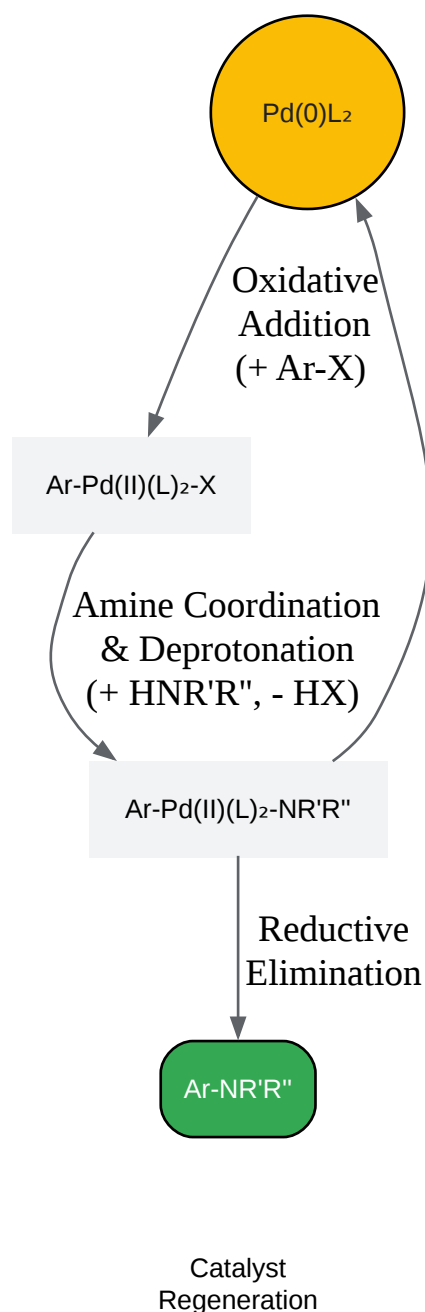 Pd(0)L₂
Oxidative
Addition
(+ Ar-X)
Ar-Pd(II)(L)₂-X
Amine Coordination
& Deprotonation
(+ HNR'R", - HX)
Ar-Pd(II)(L)₂-NR'R"
Reductive
Elimination
Ar-NR'R"
Catalyst
Regeneration